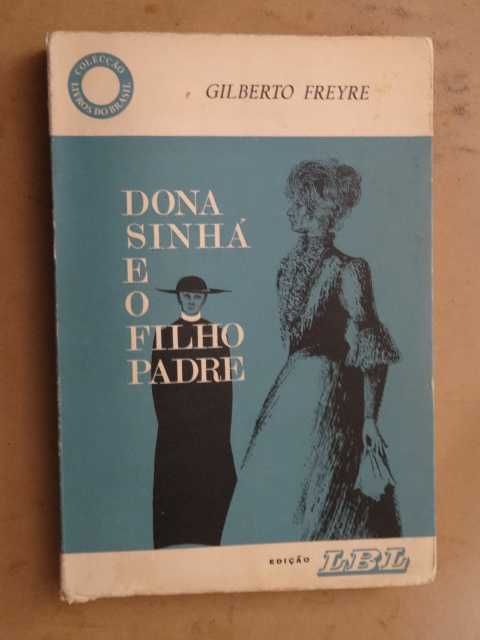 COLECÇÃO
LIVROS DO BRASIL
GILBERTO FREYRE
DONA
SINHÁ
E
O
FILHO
PADRE
EDIÇÃO LBL